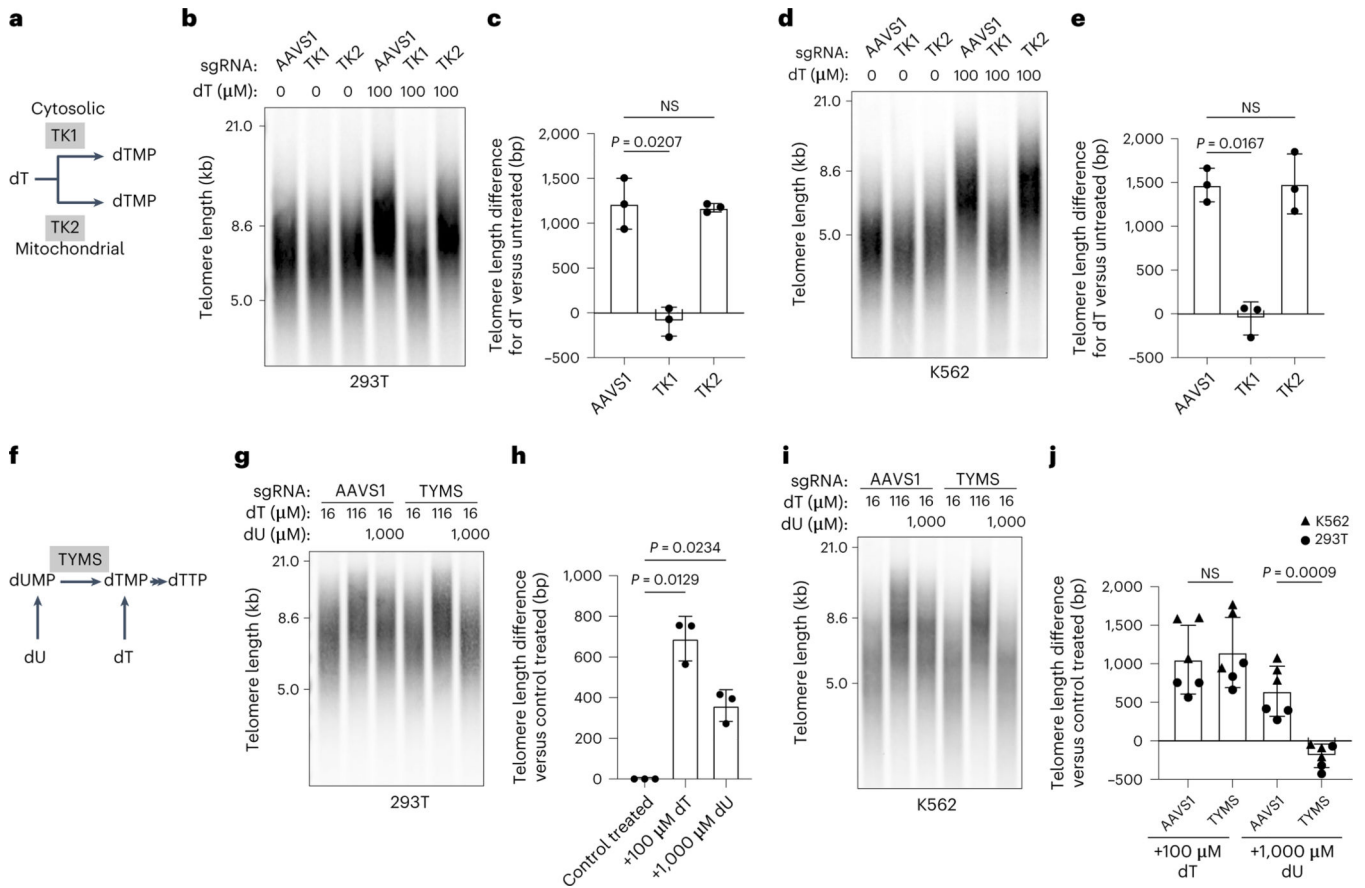 a
Cytosolic
TK1
dT
dTMP
dTMP
TK2
Mitochondrial
b
sgRNA: AAVS1 TK1 TK2 AAVS1 TK1 TK2
dT (μM): 0 0 0 100 100 100
Telomere length (kb)
21.0
8.6
5.0
293T
c
Telomere length difference
for dT versus untreated (bp)
NS
P = 0.0207
2,000
1,500
1,000
500
0
–500
AAVS1 TK1 TK2
d
sgRNA: AAVS1 TK1 TK2 AAVS1 TK1 TK2
dT (μM): 0 0 0 100 100 100
Telomere length (kb)
21.0
8.6
5.0
K562
e
Telomere length difference
for dT versus untreated (bp)
NS
P = 0.0167
2,000
1,500
1,000
500
0
–500
AAVS1 TK1 TK2
f
TYMS
dUMP dTMP dTTP
dU dT
g
sgRNA: AAVS1 TYMS
dT (μM): 16 116 16 16 116 16
dU (μM): 1,000 1,000
Telomere length (kb)
21.0
8.6
5.0
293T
h
Telomere length difference
versus control treated (bp)
P = 0.0234
P = 0.0129
1,000
800
600
400
200
0
Control treated
+100 μM dT
+1,000 μM dU
i
sgRNA: AAVS1 TYMS
dT (μM): 16 116 16 16 116 16
dU (μM): 1,000 1,000
Telomere length (kb)
21.0
8.6
5.0
K562
j
K562
293T
Telomere length difference
versus control treated (bp)
NS
P = 0.0009
2,000
1,500
1,000
500
0
–500
AAVS1 TYMS AAVS1 TYMS
+100 μM +1,000 μM
dT dU